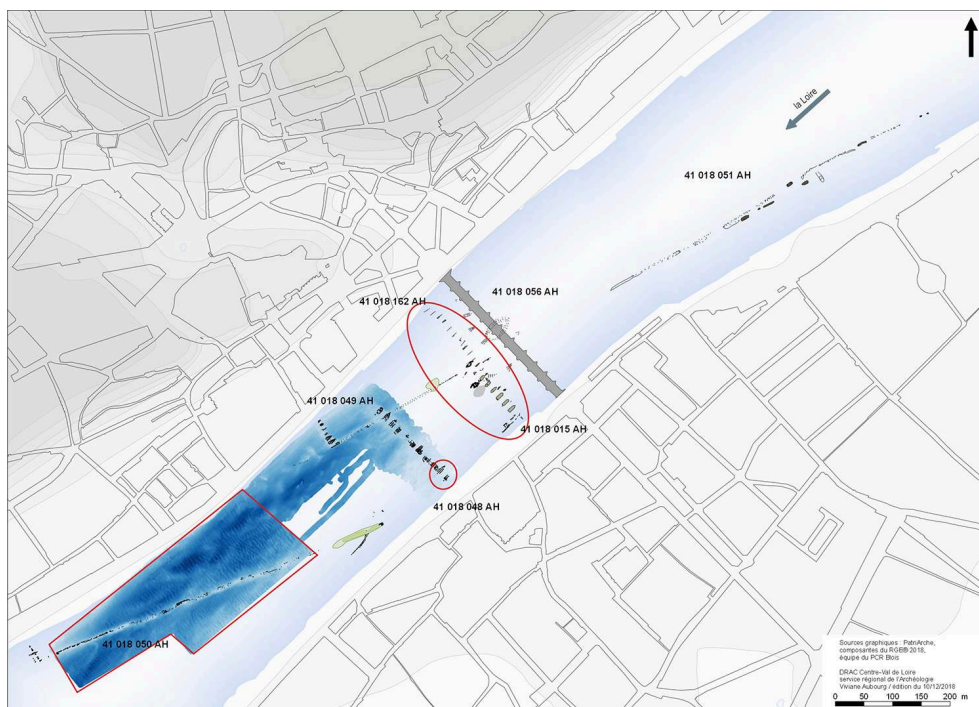 la Loire
41 018 051 AH
41 018 056 AH
41 018 162 AH
41 018 049 AH
41 018 015 AH
41 018 048 AH
41 018 050 AH
Sources graphiques : PatriArche,
composantes du RGE® 2018,
équipe du PCR Blois
DRAC Centre-Val de Loire
service régional de l'Archéologie
Viviane Aubourg / édition du 10/12/2018
0 50 100 150 200 m